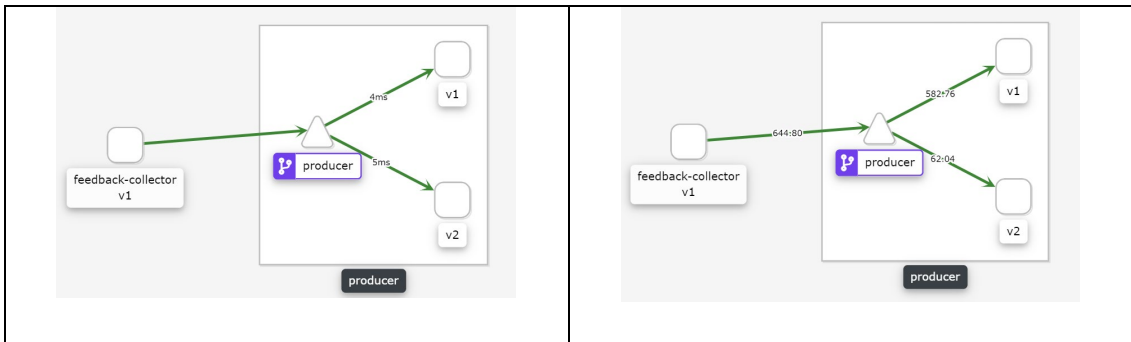 4ms
v1
feedback-collector
v1
producer
5ms
v2
producer
582.76
v1
644.80
feedback-collector
v1
producer
62.04
v2
producer